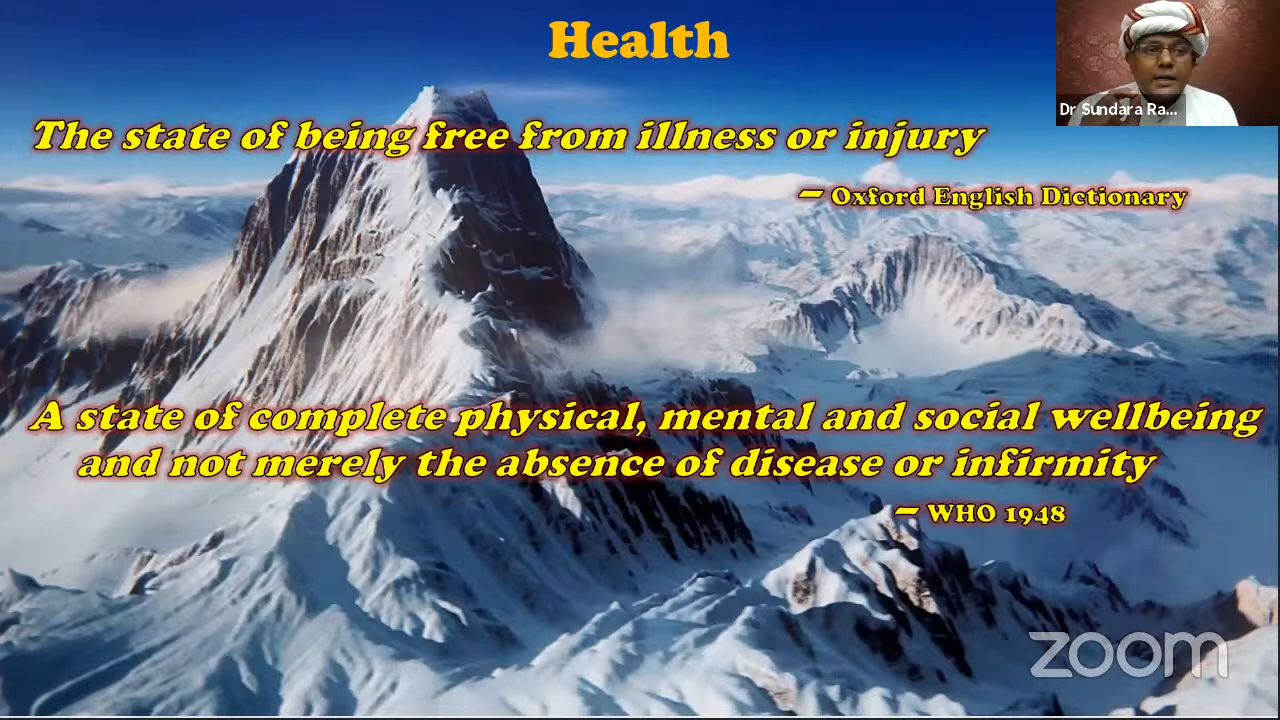 Health
The state of being free from illness or injury
– Oxford English Dictionary
A state of complete physical, mental and social wellbeing
and not merely the absence of disease or infirmity
– WHO 1948
Dr Sundara Ra...
zoom